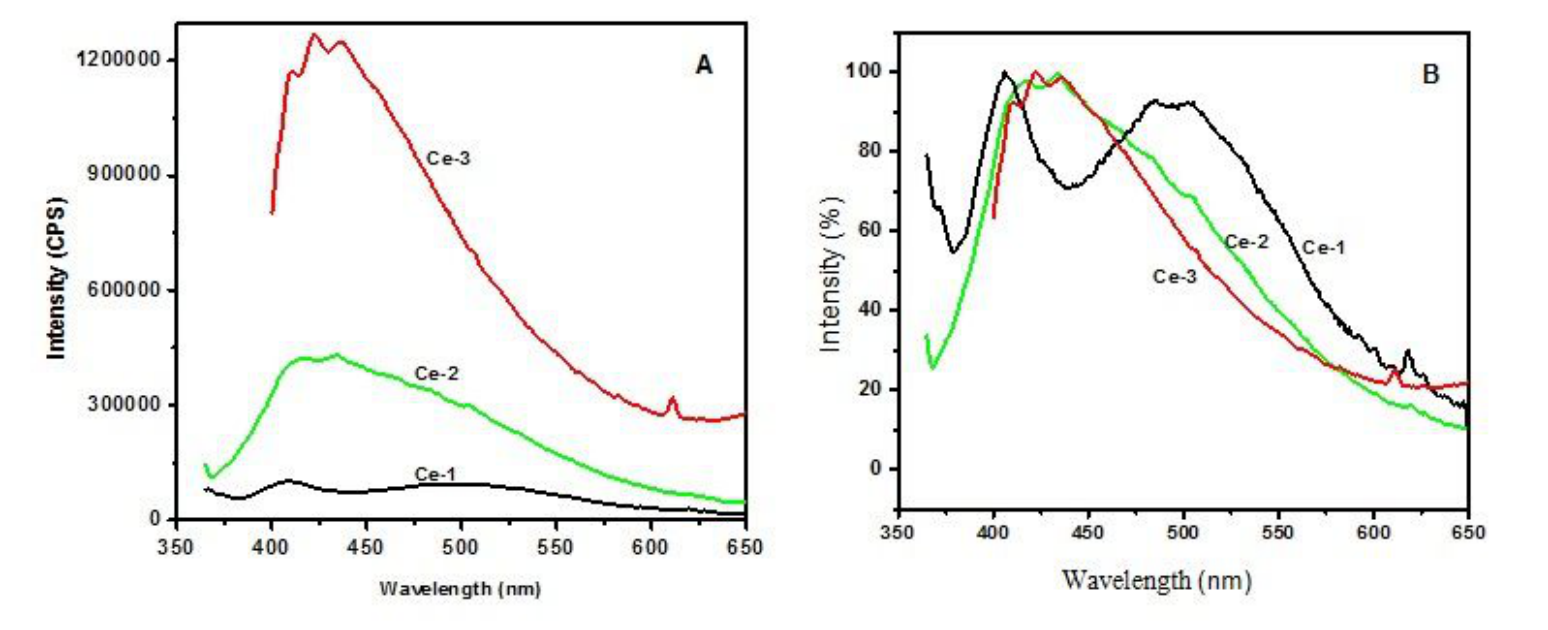 A
1200000
900000
600000
300000
0
Intensity (CPS)
Ce-3
Ce-2
Ce-1
350 400 450 500 550 600 650
Wavelength (nm)
B
100
80
60
40
20
0
Intensity (%)
Ce-2
Ce-1
Ce-3
350 400 450 500 550 600 650
Wavelength (nm)